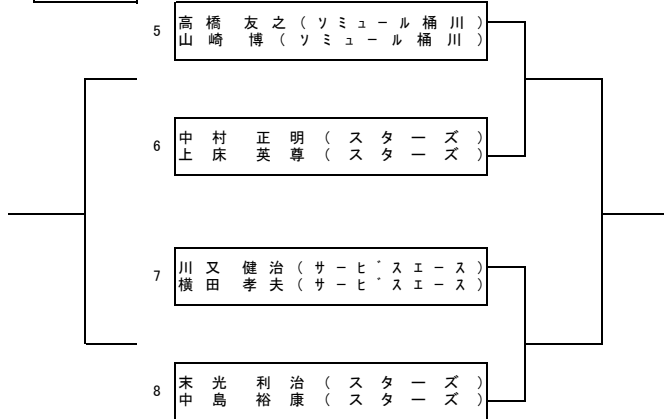 5
高橋 友之(ソミュール桶川)
山崎 博(ソミュール桶川)
6
中村 正明(スターズ)
上床 英尊(スターズ)
7
川又 健治(サービスエース)
横田 孝夫(サービスエース)
8
末光 利治(スターズ)
中島 裕康(スターズ)